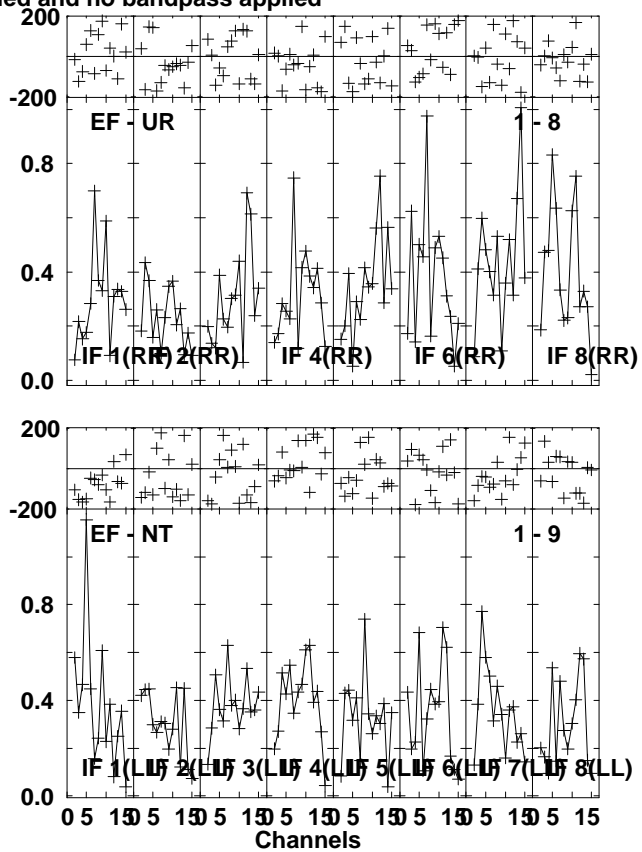 ed and no bandpass applied
200
-200
EF - UR 1 - 8
0.8
0.4
IF 1(RR) IF 2(RR) IF 4(RR) IF 6(RR) IF 8(RR)
0.0
200
-200
EF - NT 1 - 9
0.8
0.4
IF 1(LL) IF 2(LL) IF 3(LL) IF 4(LL) IF 5(LL) IF 6(LL) IF 7(LL) IF 8(LL)
0.0
0 5 15 0 5 15 0 5 15 0 5 15 0 5 15 0 5 15 0 5 15 0 5 15
Channels